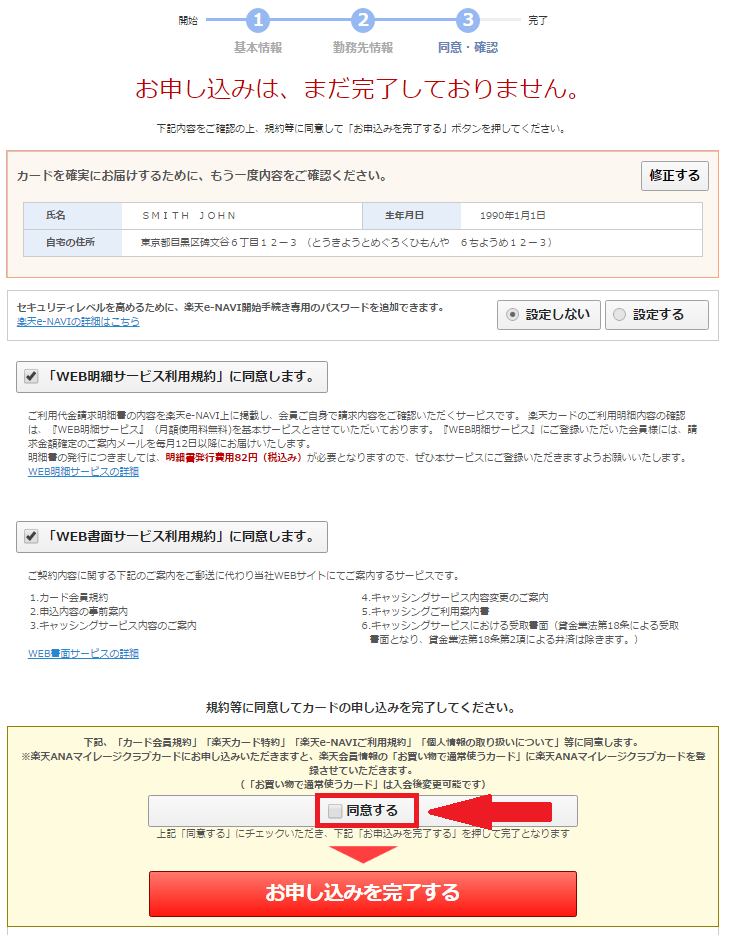 開始 1 2 3 完了
基本情報 勤務先情報 同意・確認
お申し込みは、まだ完了しておりません。
下記内容をご確認の上、規約等に同意して「お申込みを完了する」ボタンを押してください。
カードを確実にお届けするために、もう一度内容をご確認ください。 修正する
氏名 ＳＭＩＴＨ ＪＯＨＮ 生年月日 1990年1月1日
自宅の住所 東京都目黒区碑文谷６丁目１２－３ （とうきようとめぐろくひもんや ６ちようめ１２－３）
セキュリティレベルを高めるために、楽天e-NAVI開始手続き専用のパスワードを追加できます。
楽天e-NAVIの詳細はこちら
設定しない 設定する
「WEB明細サービス利用規約」に同意します。
ご利用代金請求明細書の内容を楽天e-NAVI上に掲載し、会員ご自身で請求内容をご確認いただくサービスです。 楽天カードのご利用明細内容の確認
は、『WEB明細サービス』（月額使用料無料)を基本サービスとさせていただいております。『WEB明細サービス』にご登録いただいた会員様には、請
求金額確定のご案内メールを毎月12日以降にお届けいたします。
明細書の発行につきましては、明細書発行費用82円（税込み）が必要となりますので、ぜひ本サービスにご登録いただきますようお願いいたします。
WEB明細サービスの詳細
「WEB書面サービス利用規約」に同意します。
ご契約内容に関する下記のご案内をご郵送に代わり当社WEBサイトにてご案内するサービスです。
1.カード会員規約
2.申込内容の事前案内
3.キャッシングサービス内容のご案内
4.キャッシングサービス内容変更のご案内
5.キャッシングご利用案内書
6.キャッシングサービスにおける受取書面（貸金業法第18条による受取
書面となり、貸金業法第18条第2項による弁済は除きます。）
WEB書面サービスの詳細
規約等に同意してカードの申し込みを完了してください。
下記、「カード会員規約」「楽天カード特約」「楽天e-NAVIご利用規約」「個人情報の取り扱いについて」等に同意します。
※楽天ANAマイレージクラブカードにお申し込みいただきますと、楽天会員情報の「お買い物で通常使うカード」に楽天ANAマイレージクラブカードを登
録させていただきます。
（「お買い物で通常使うカード」は入会後変更可能です）
同意する
上記「同意する」にチェックいただき、下記「お申込みを完了する」を押して完了となります
お申し込みを完了する